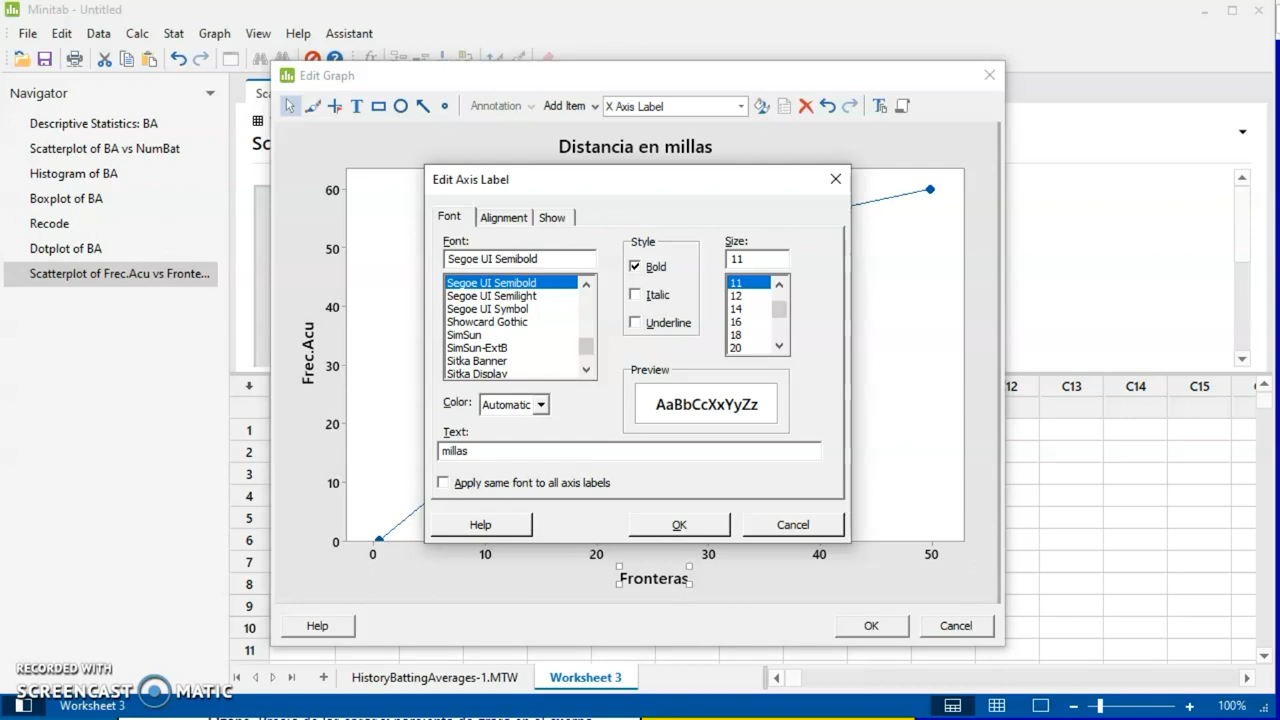 Minitab - Untitled
File Edit Data Calc Stat Graph View Help Assistant
Edit Graph
Navigator
Descriptive Statistics: BA
Scatterplot of BA vs NumBat
Histogram of BA
Boxplot of BA
Recode
Dotplot of BA
Scatterplot of Frec.Acu vs Fronte...
Annotation Add Item X Axis Label
Distancia en millas
Edit Axis Label
Font Alignment Show
Font:
Segoe UI Semibold
Segoe UI Semibold
Segoe UI Semilight
Segoe UI Symbol
Showcard Gothic
SimSun
SimSun-ExtB
Sitka Banner
Sitka Display
Style
Bold
Italic
Underline
Size:
11
11
12
14
16
18
20
Preview
AaBbCcXxYyZz
Color: Automatic
Text:
millas
Apply same font to all axis labels
Help OK Cancel
Frec.Acu
60
50
40
30
20
10
0
0 10 20 30 40 50
Fronteras
Help OK Cancel
C13 C14 C15
1
2
3
4
5
6
7
8
9
10
11
HistoryBattingAverages-1.MTW Worksheet 3
RECORDED WITH
SCREENCAST MATIC
Worksheet 3
100%